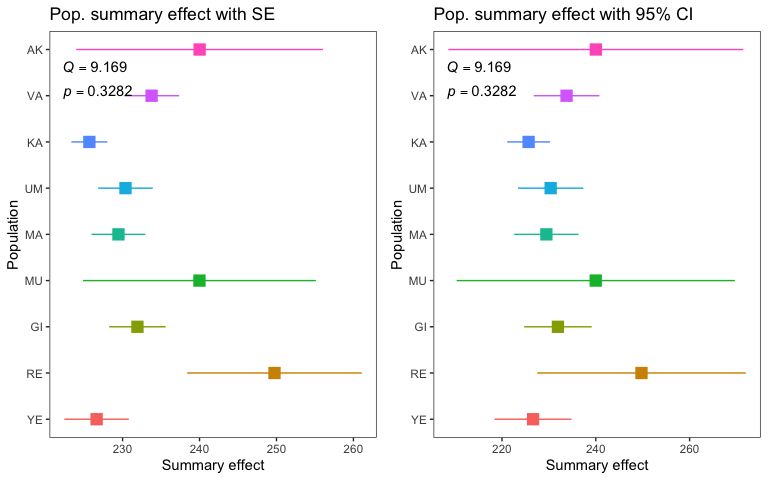 Pop. summary effect with SE
AK
Q = 9.169
VA
p = 0.3282
KA
UM
MA
MU
GI
RE
YE
Population
230 240 250 260
Summary effect
Pop. summary effect with 95% CI
AK
Q = 9.169
VA
p = 0.3282
KA
UM
MA
MU
GI
RE
YE
Population
220 240 260
Summary effect